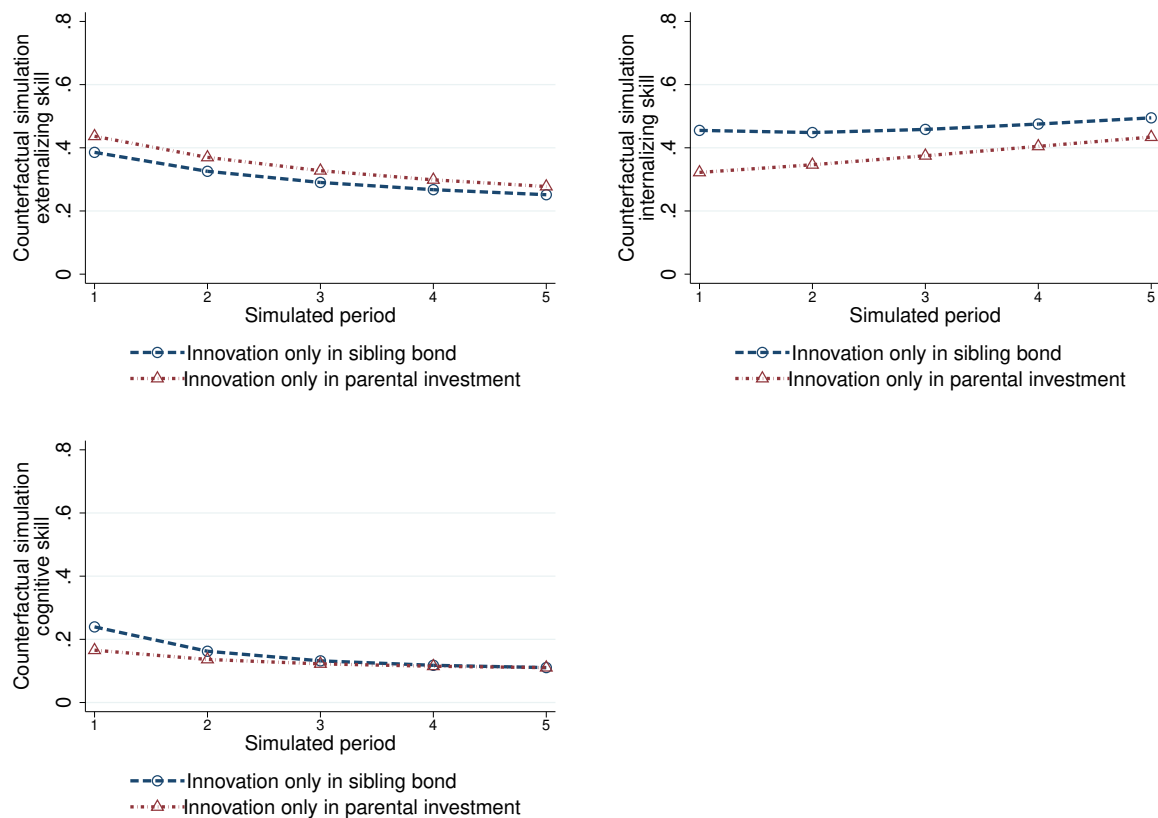 Counterfactual simulation
externalizing skill
0 .2 .4 .6 .8
1 2 3 4 5
Simulated period
Innovation only in sibling bond
Innovation only in parental investment
Counterfactual simulation
internalizing skill
0 .2 .4 .6 .8
1 2 3 4 5
Simulated period
Innovation only in sibling bond
Innovation only in parental investment
Counterfactual simulation
cognitive skill
0 .2 .4 .6 .8
1 2 3 4 5
Simulated period
Innovation only in sibling bond
Innovation only in parental investment